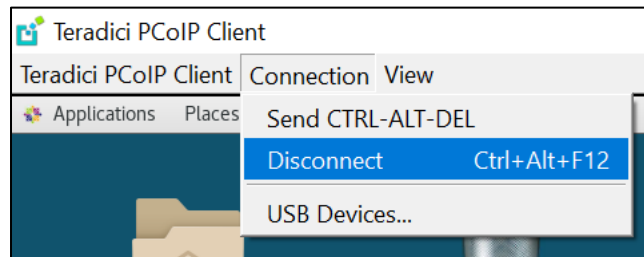 Teradici PCoIP Client
Teradici PCoIP Client Connection View
Applications Places
Send CTRL-ALT-DEL
Disconnect Ctrl+Alt+F12
USB Devices...